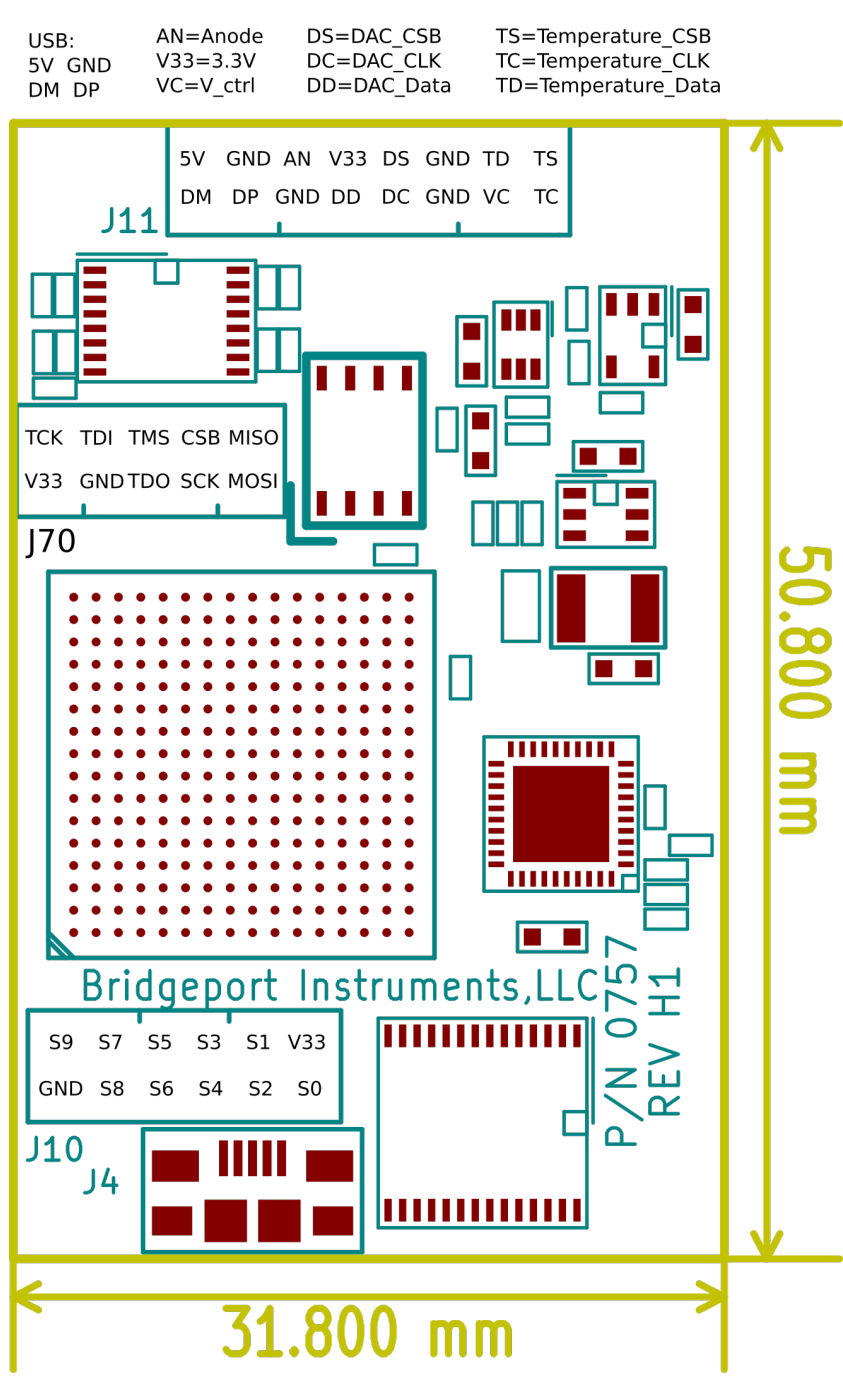 USB:
5V GND
DM DP
AN=Anode
V33=3.3V
VC=V_ctrl
DS=DAC_CSB
DC=DAC_CLK
DD=DAC_Data
TS=Temperature_CSB
TC=Temperature_CLK
TD=Temperature_Data
5V GND AN V33 DS GND TD TS
DM DP GND DD DC GND VC TC
J11
TCK TDI TMS CSB MISO
V33 GND TDO SCK MOSI
J70
50.800 mm
Bridgeport Instruments,LLC
P/N 0757
REV H1
S9 S7 S5 S3 S1 V33
GND S8 S6 S4 S2 S0
J10
J4
31.800 mm